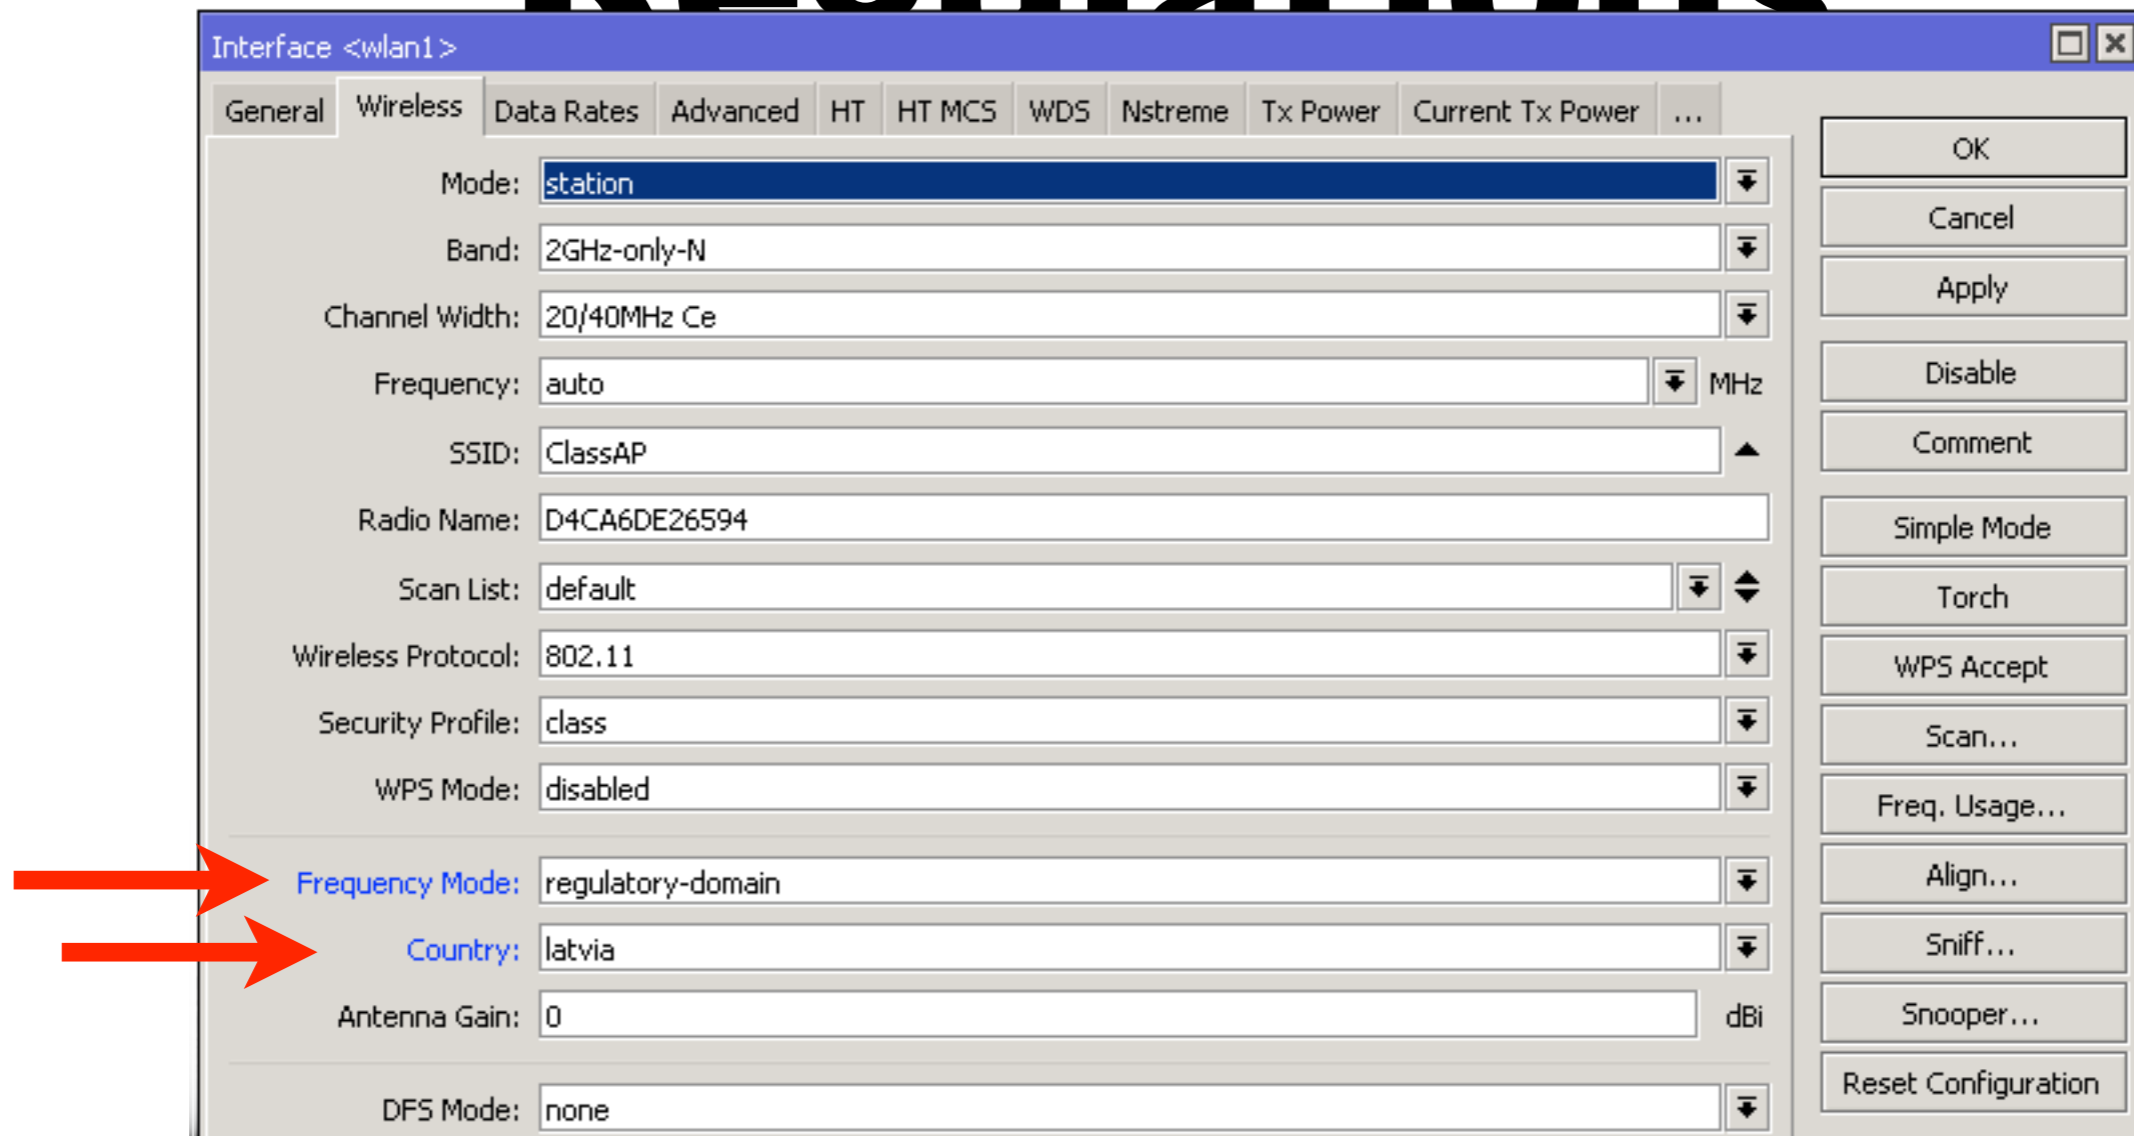 Regulations
Interface <wlan1>
General Wireless Data Rates Advanced HT HT MCS WDS Nstreme Tx Power Current Tx Power ...
Mode: station
Band: 2GHz-only-N
Channel Width: 20/40MHz Ce
Frequency: auto MHz
SSID: ClassAP
Radio Name: D4CA6DE26594
Scan List: default
Wireless Protocol: 802.11
Security Profile: class
WPS Mode: disabled
Frequency Mode: regulatory-domain
Country: latvia
Antenna Gain: 0 dBi
DFS Mode: none
OK
Cancel
Apply
Disable
Comment
Simple Mode
Torch
WPS Accept
Scan...
Freq. Usage...
Align...
Sniff...
Snooper...
Reset Configuration